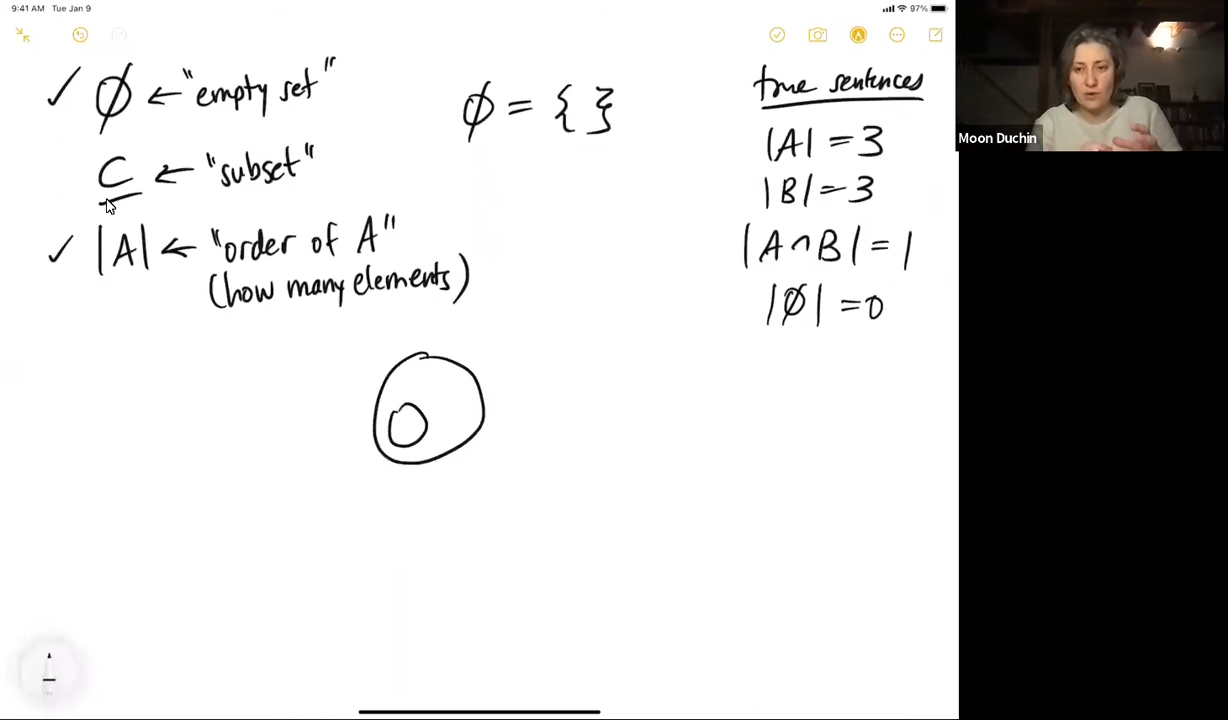 9:41 AM Tue Jan 9
97%
✓ ∅ ← "empty set"
∅ = { }
⊆ ← "subset"
✓ |A| ← "order of A"
(how many elements)
true sentences
|A| = 3
|B| = 3
|A ∩ B| = 1
|∅| = 0
Moon Duchin